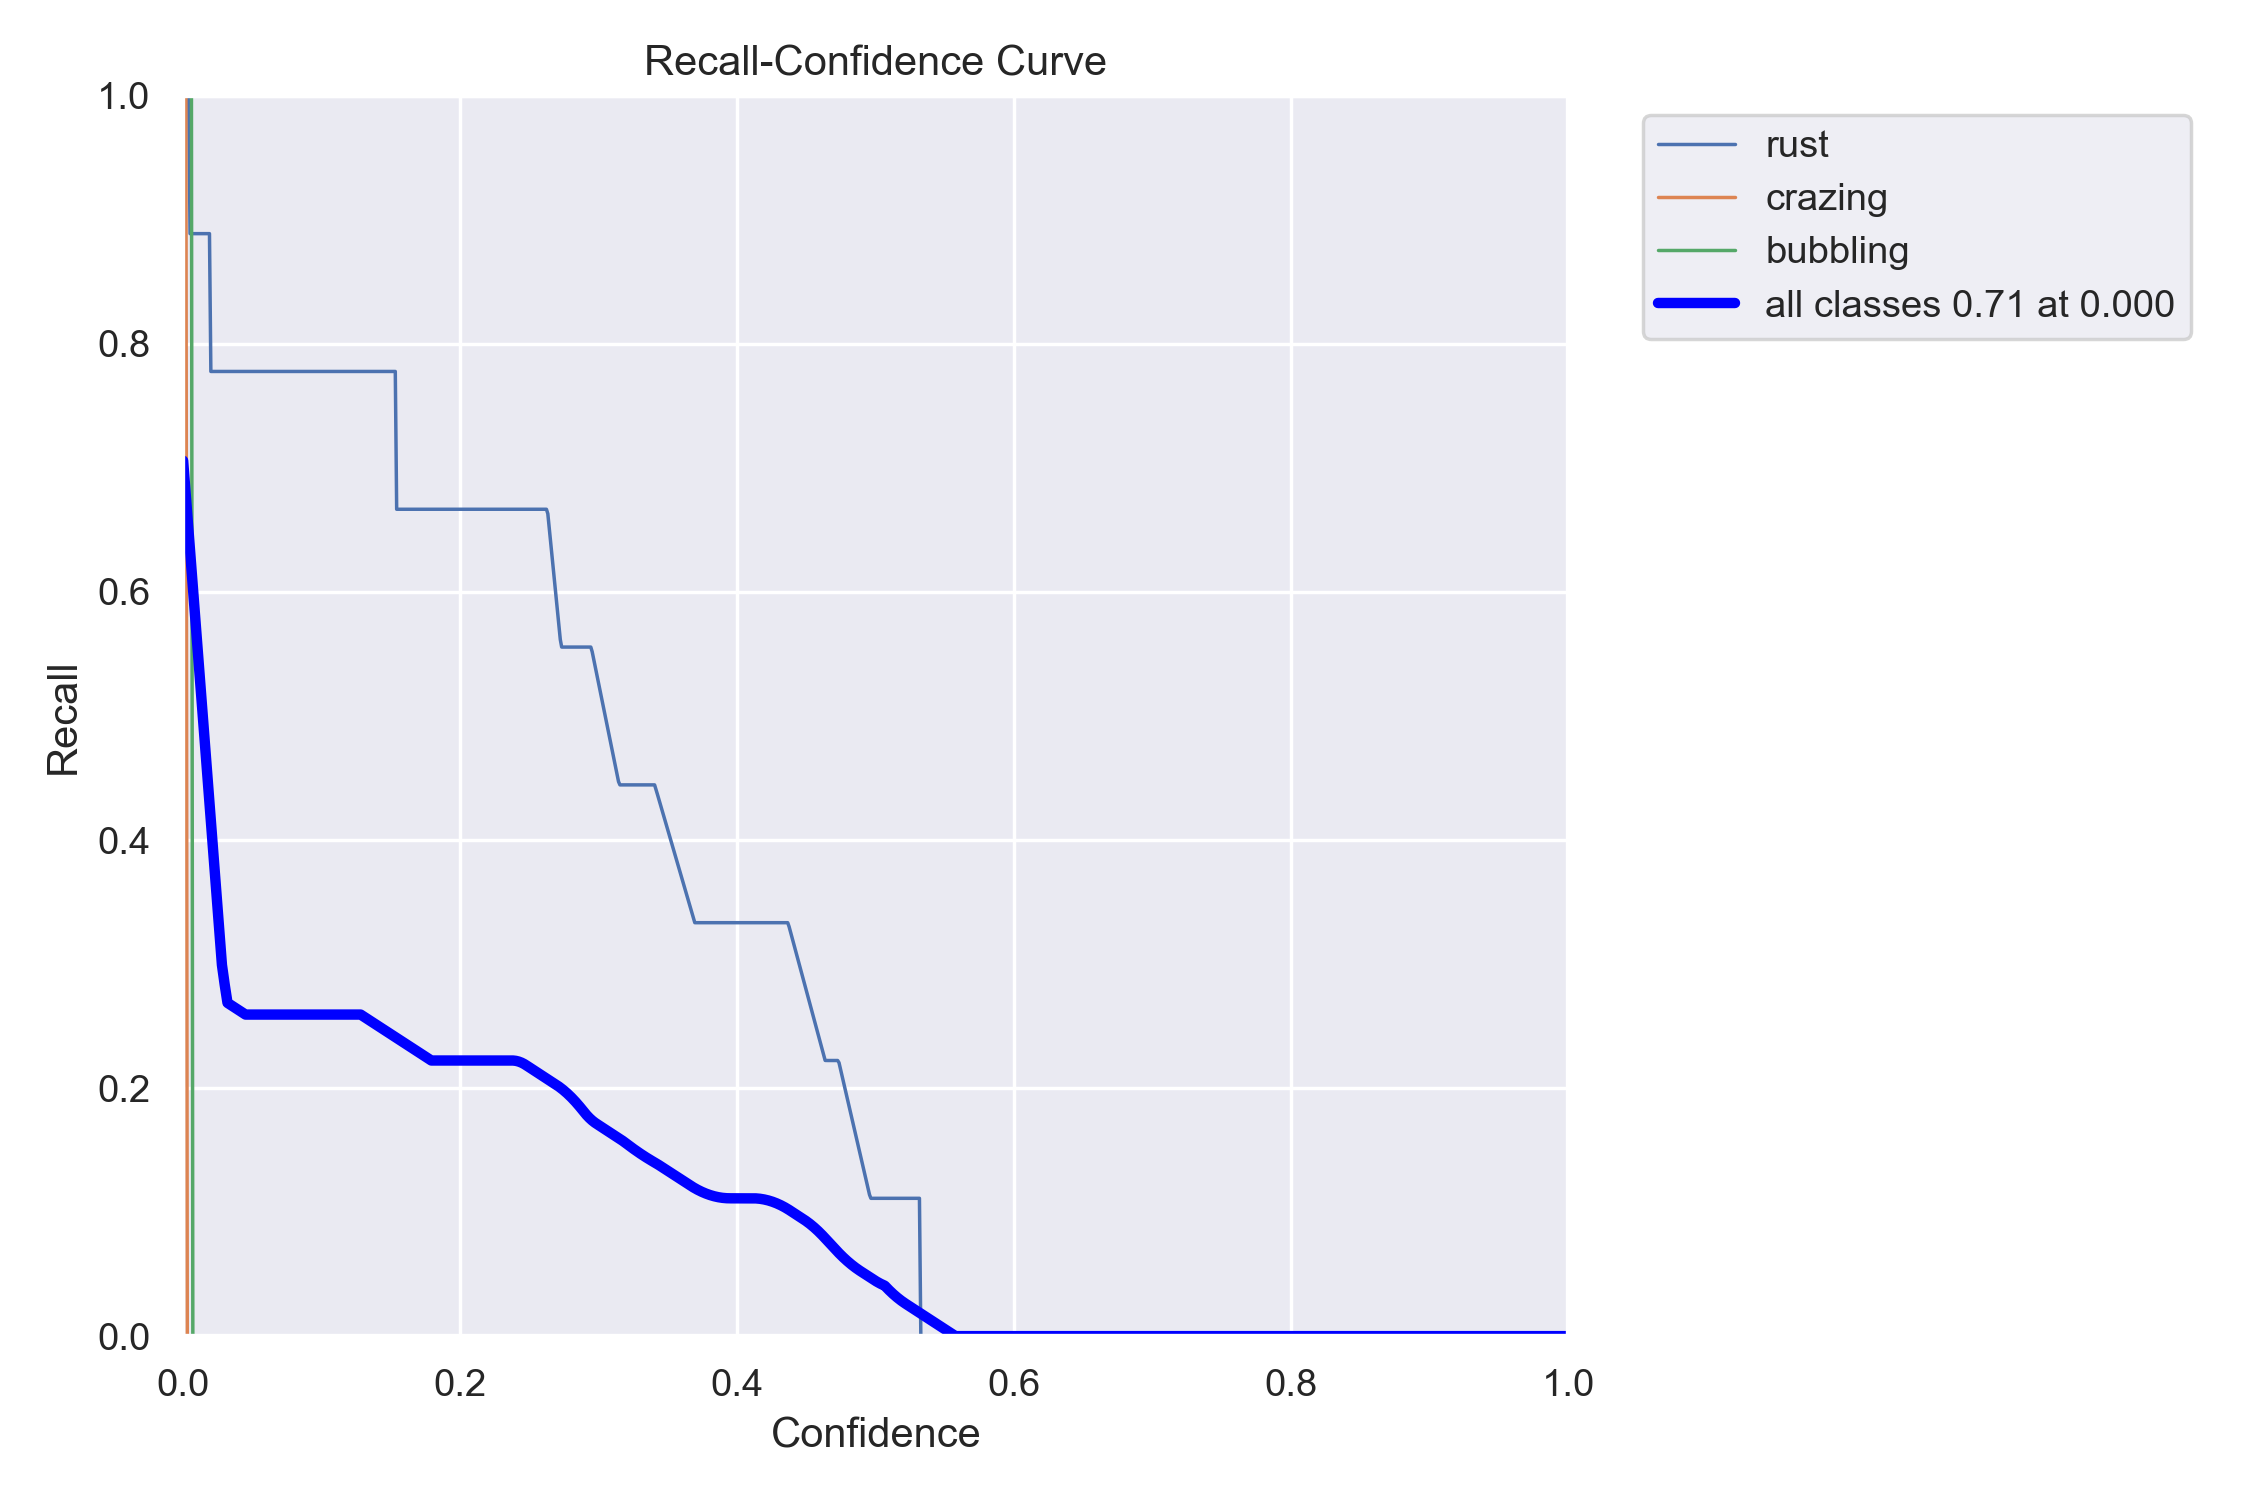 Recall-Confidence Curve
1.0
0.8
0.6
0.4
0.2
0.0
Recall
0.0 0.2 0.4 0.6 0.8 1.0
Confidence
rust
crazing
bubbling
all classes 0.71 at 0.000